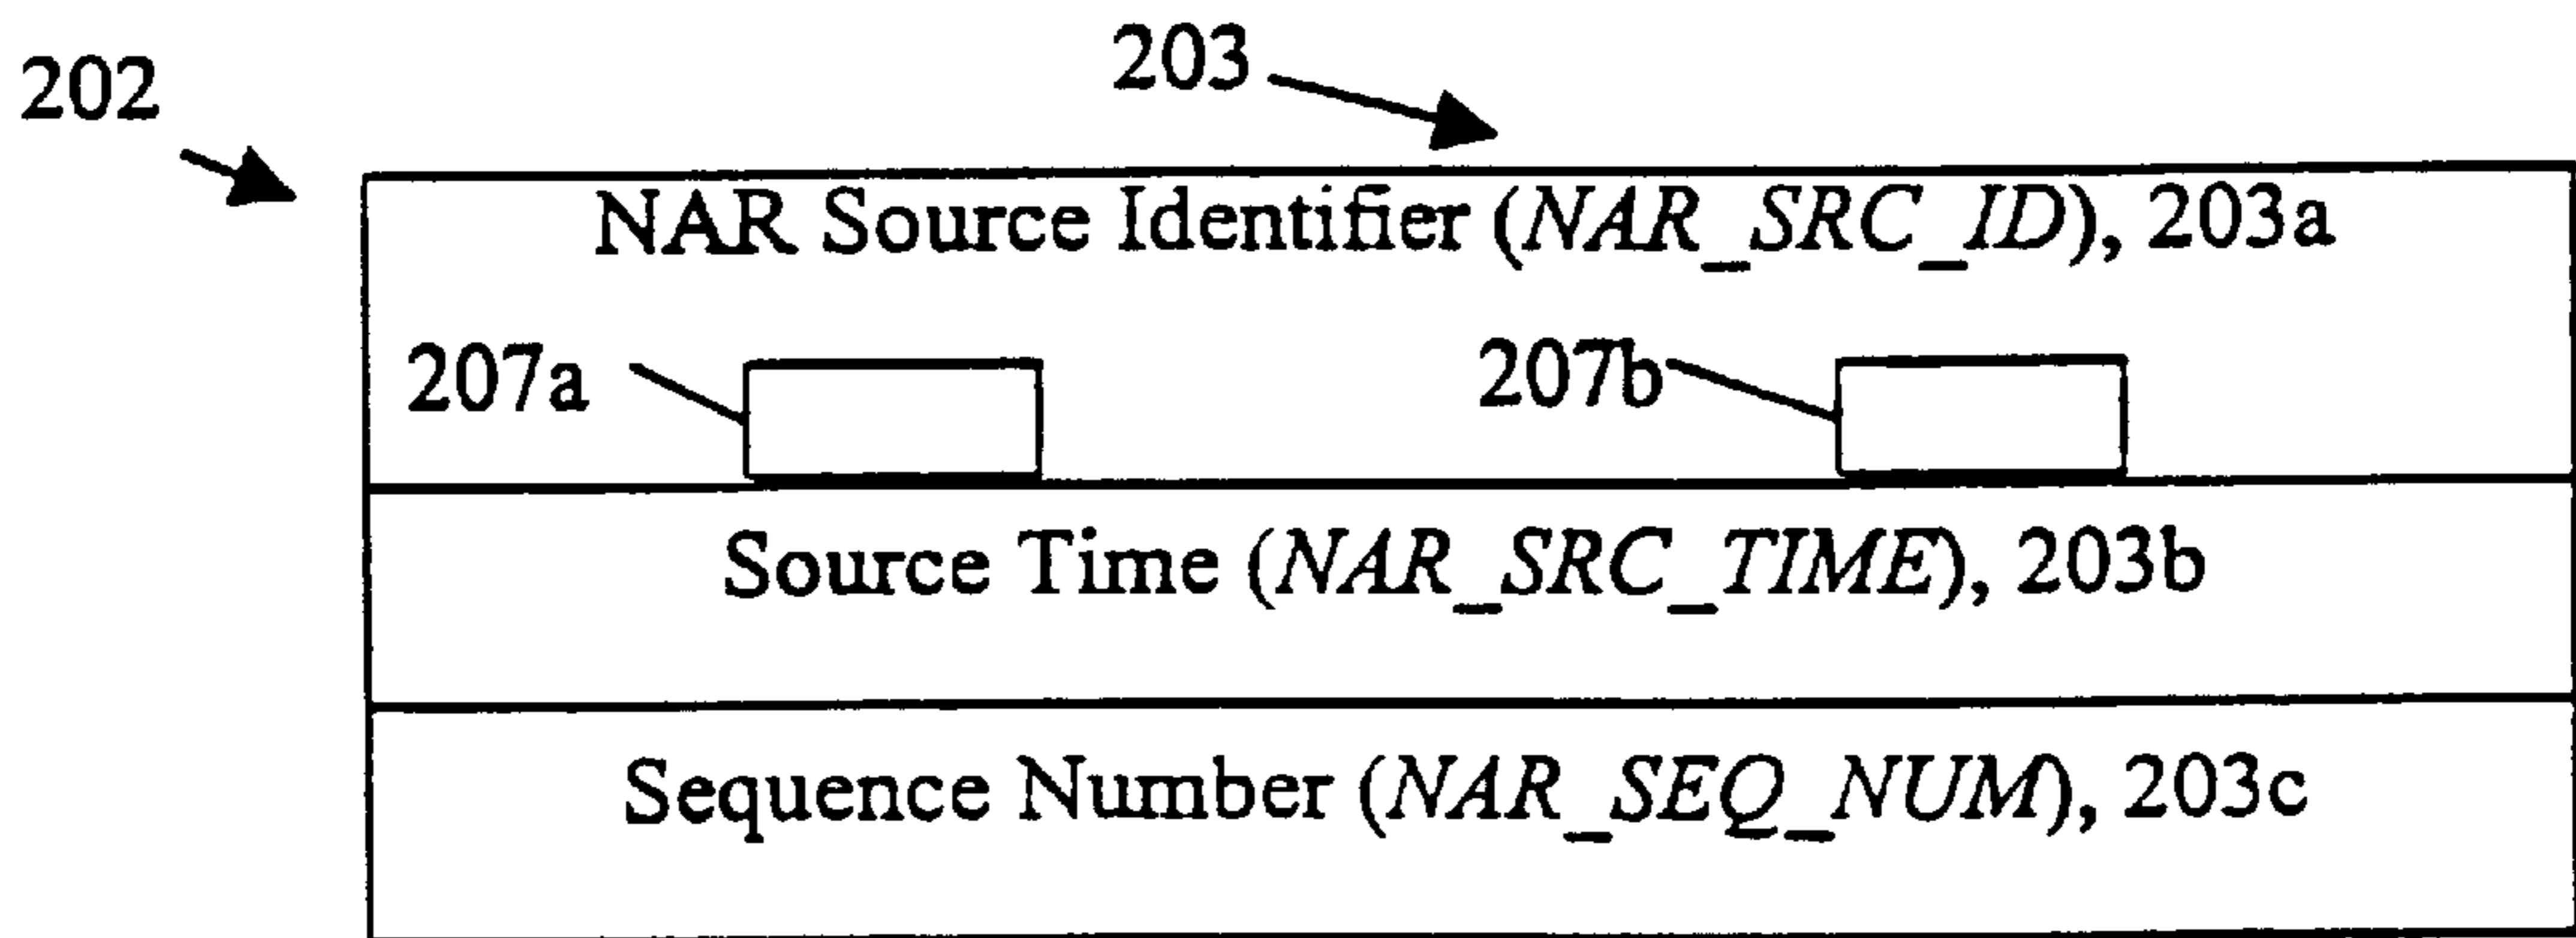 203
202
NAR Source Identifier (NAR_SRC_ID), 203a
207a 207b
Source Time (NAR_SRC_TIME), 203b
Sequence Number (NAR_SEQ_NUM), 203c